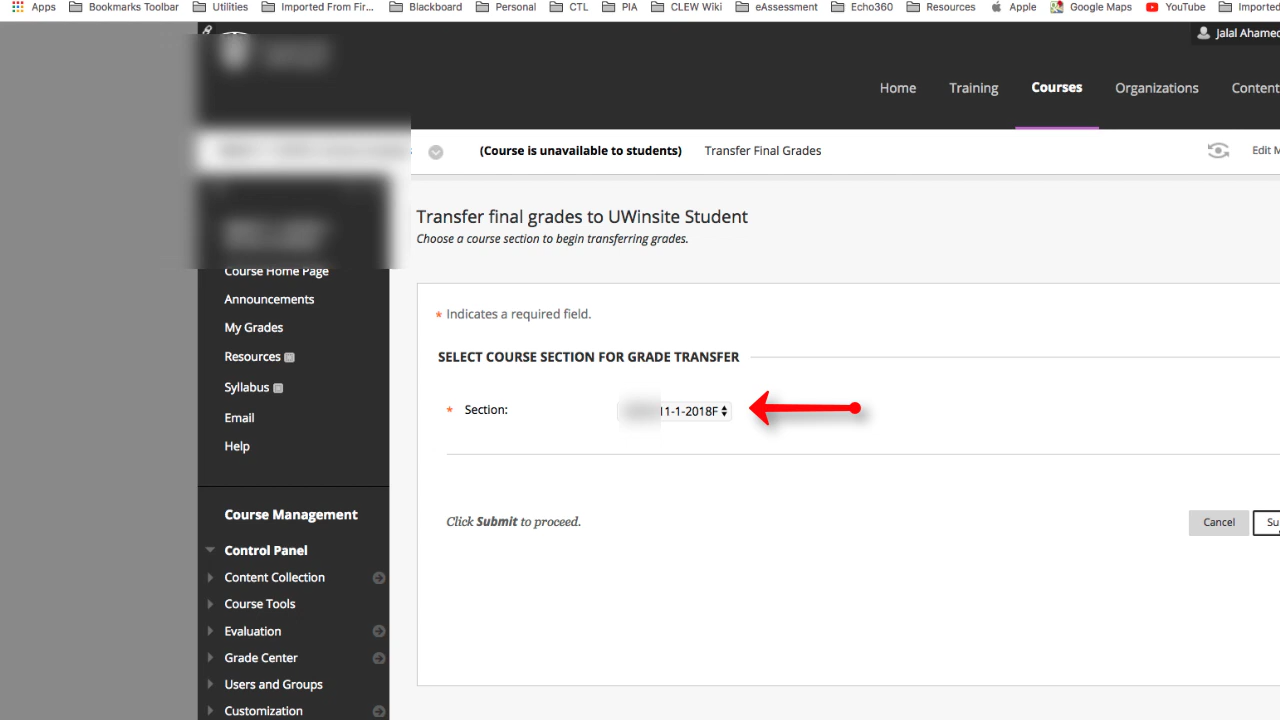 Apps Bookmarks Toolbar Utilities Imported From Fir... Blackboard Personal CTL PIA CLEW Wiki eAssessment Echo360 Resources Apple Google Maps YouTube Imported
Jalal Ahamed
Home Training Courses Organizations Content
(Course is unavailable to students) Transfer Final Grades Edit M
Transfer final grades to UWinsite Student
Choose a course section to begin transferring grades.
Course Home Page
Announcements
My Grades
Resources
Syllabus
Email
Help
* Indicates a required field.
SELECT COURSE SECTION FOR GRADE TRANSFER
* Section: 11-1-2018F
Click Submit to proceed.
Cancel Su
Course Management
Control Panel
Content Collection
Course Tools
Evaluation
Grade Center
Users and Groups
Customization